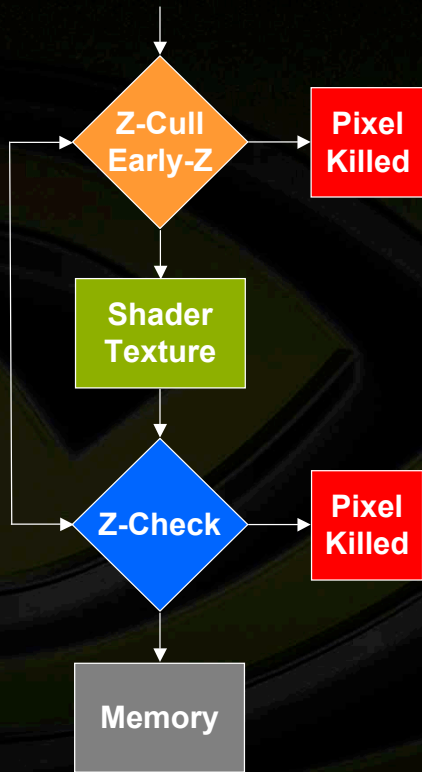 Z-Cull
Early-Z
Pixel
Killed
Shader
Texture
Z-Check
Pixel
Killed
Memory